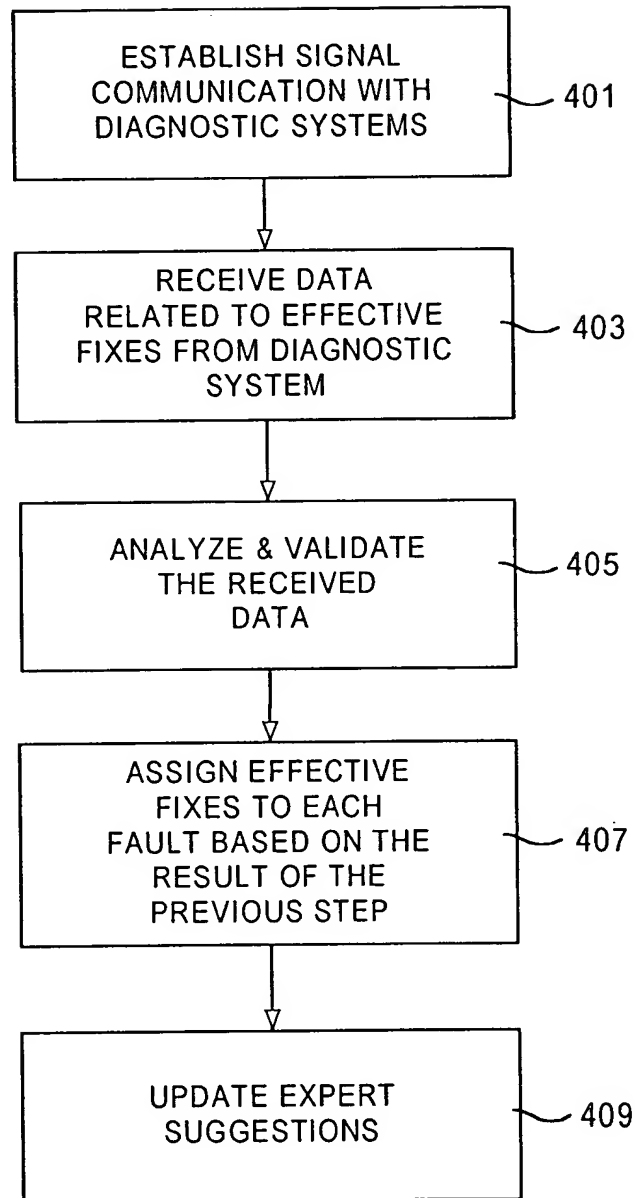 ESTABLISH SIGNAL
COMMUNICATION WITH
DIAGNOSTIC SYSTEMS
401
RECEIVE DATA
RELATED TO EFFECTIVE
FIXES FROM DIAGNOSTIC
SYSTEM
403
ANALYZE & VALIDATE
THE RECEIVED
DATA
405
ASSIGN EFFECTIVE
FIXES TO EACH
FAULT BASED ON THE
RESULT OF THE
PREVIOUS STEP
407
UPDATE EXPERT
SUGGESTIONS
409